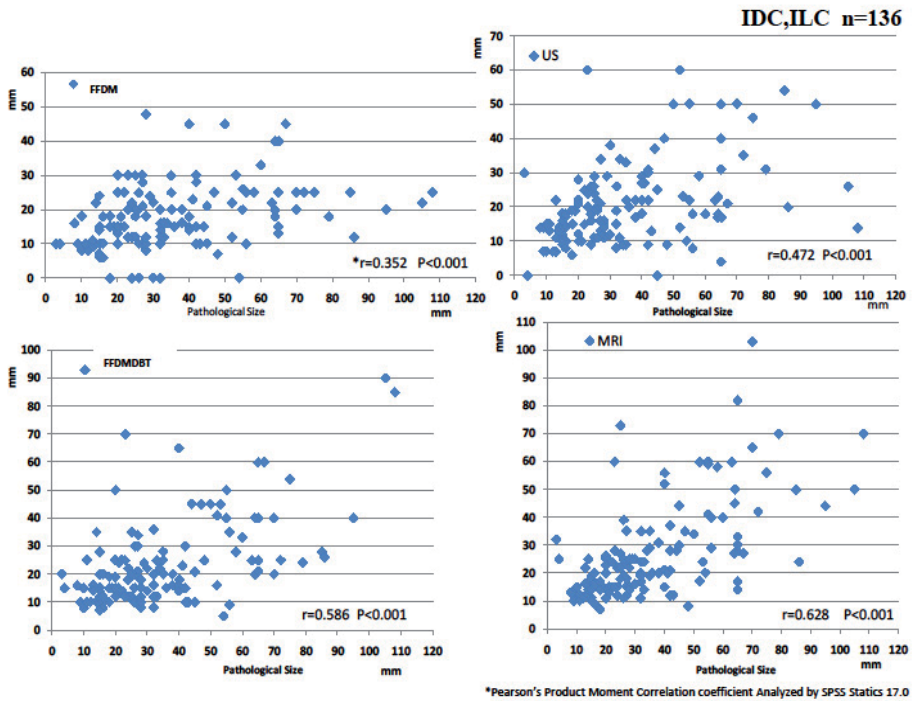 IDC,ILC n=136
FFDM
mm
60
50
40
30
20
10
0
*r=0.352 P<0.001
0 10 20 30 40 50 60 70 80 90 100 110 120
Pathological Size
mm
US
mm
70
60
50
40
30
20
10
0
r=0.472 P<0.001
0 10 20 30 40 50 60 70 80 90 100 110 120
Pathological Size
mm
FFDMDBT
mm
100
90
80
70
60
50
40
30
20
10
0
r=0.586 P<0.001
0 10 20 30 40 50 60 70 80 90 100 110 120
Pathological Size
mm
MRI
mm
110
100
90
80
70
60
50
40
30
20
10
0
r=0.628 P<0.001
0 10 20 30 40 50 60 70 80 90 100 110 120
Pathological Size
mm
*Pearson's Product Moment Correlation coefficient Analyzed by SPSS Statics 17.0